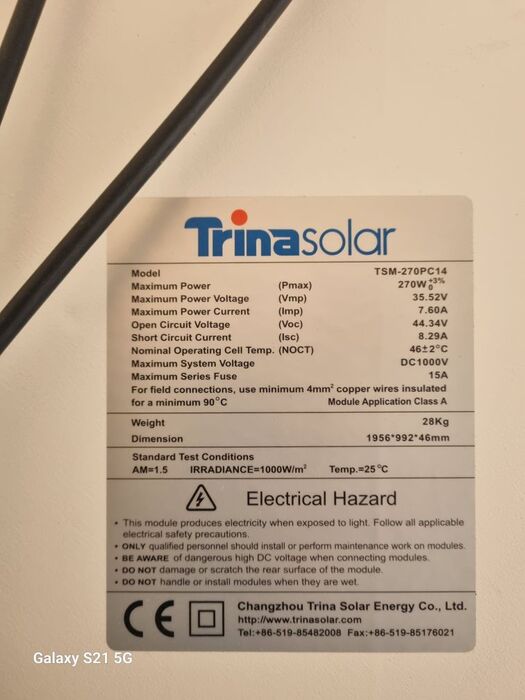 Trinasolar
Model TSM-270PC14
Maximum Power (Pmax) 270W +3% 0
Maximum Power Voltage (Vmp) 35.52V
Maximum Power Current (Imp) 7.60A
Open Circuit Voltage (Voc) 44.34V
Short Circuit Current (Isc) 8.29A
Nominal Operating Cell Temp. (NOCT) 46±2°C
Maximum System Voltage DC1000V
Maximum Series Fuse 15A
For field connections, use minimum 4mm² copper wires insulated
for a minimum 90°C Module Application Class A
Weight 28Kg
Dimension 1956*992*46mm
Standard Test Conditions
AM=1.5 IRRADIANCE=1000W/m² Temp.=25°C
Electrical Hazard
• This module produces electricity when exposed to light. Follow all applicable
electrical safety precautions.
• ONLY qualified personnel should install or perform maintenance work on modules.
• BE AWARE of dangerous high DC voltage when connecting modules.
• DO NOT damage or scratch the rear surface of the module.
• DO NOT handle or install modules when they are wet.
CE
Changzhou Trina Solar Energy Co., Ltd.
http://www.trinasolar.com
Tel:+86-519-85482008 Fax:+86-519-85176021
Galaxy S21 5G